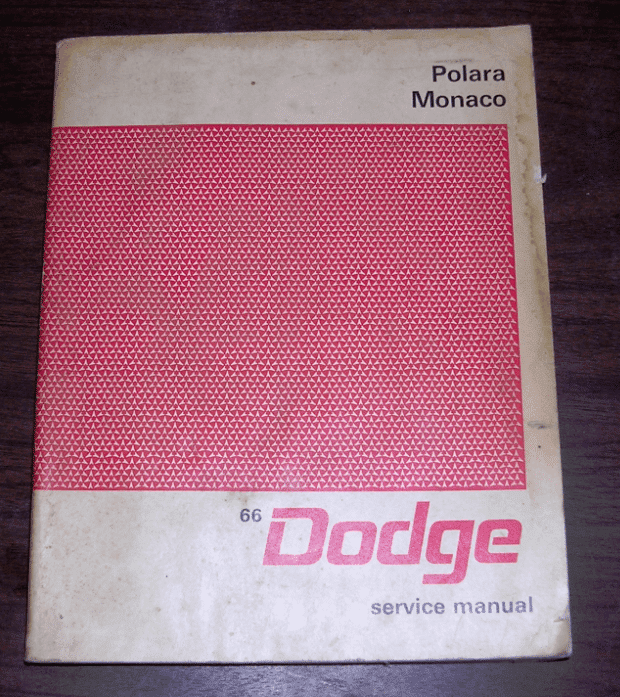 Polara
Monaco
66 Dodge
service manual